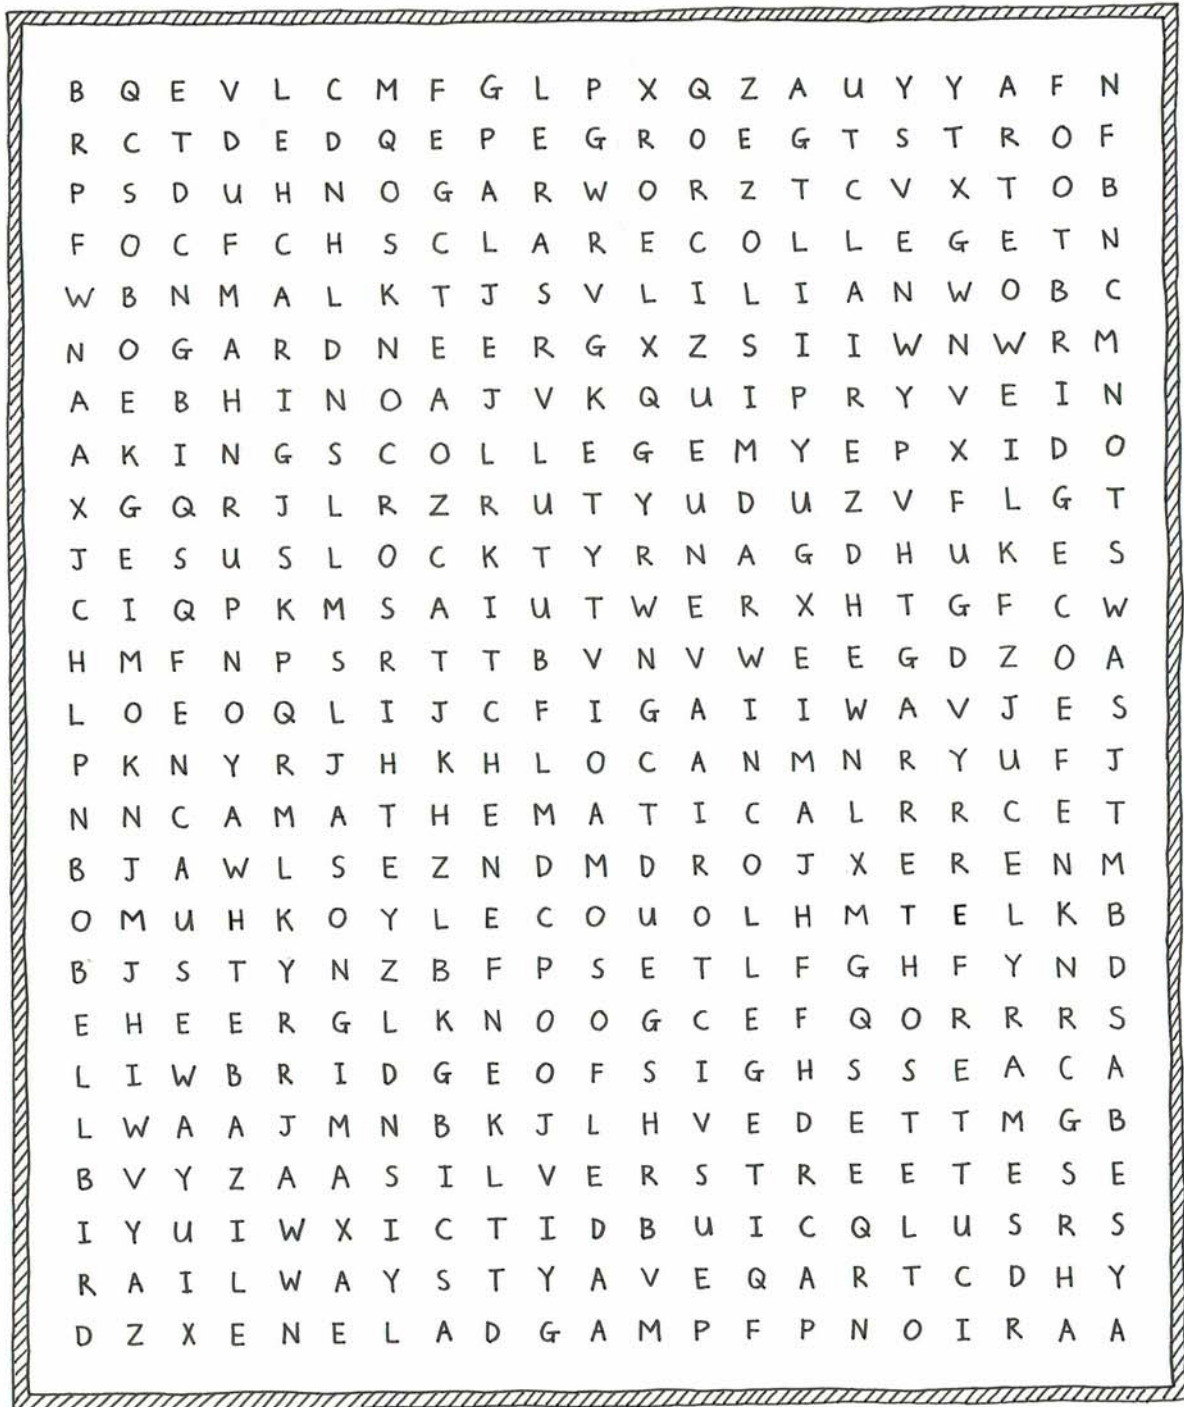 B Q E V L C M F G L P X Q Z A U Y Y A F N
R C T D E D Q E P E G R O E G T S T R O F
P S D U H N O G A R W O R Z T C V X T O B
F O C F C H S C L A R E C O L L E G E T N
W B N M A L K T J S V L I L I A N W O B C
N O G A R D N E E R G X Z S I I W N W R M
A E B H I N O A J V K Q U I P R Y V E I N
A K I N G S C O L L E G E M Y E P X I D O
X G Q R J L R Z R U T Y U D U Z V F L G T
J E S U S L O C K T Y R N A G D H U K E S
C I Q P K M S A I U T W E R X H T G F C W
H M F N P S R T T B V N V W E E G D Z O A
L O E O Q L I J C F I G A I I W A V J E S
P K N Y R J H K H L O C A N M N R Y U F J
N N C A M A T H E M A T I C A L R R C E T
B J A W L S E Z N D M D R O J X E R E N M
O M U H K O Y L E C O U O L H M T E L K B
B J S T Y N Z B F P S E T L F G H F Y N D
E H E E R G L K N O O G C E F Q O R R R S
L I W B R I D G E O F S I G H S S E A C A
L W A A J M N B K J L H V E D E T T M G B
B V Y Z A A S I L V E R S T R E E T E S E
I Y U I W X I C T I D B U I C Q L U S R S
R A I L W A Y S T Y A V E Q A R T C D H Y
D Z X E N E L A D G A M P F P N O I R A A